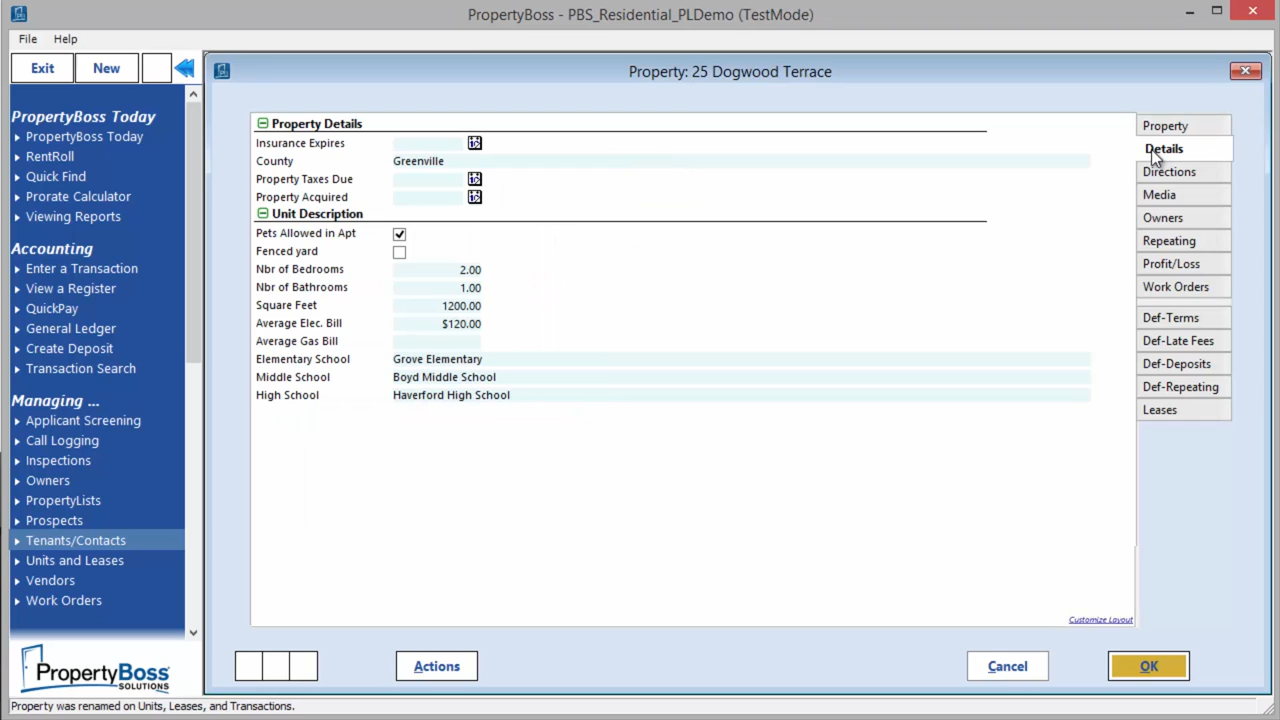 PropertyBoss - PBS_Residential_PLDemo (TestMode)
File Help
Exit New
Property: 25 Dogwood Terrace
PropertyBoss Today
PropertyBoss Today
RentRoll
Quick Find
Prorate Calculator
Viewing Reports
Accounting
Enter a Transaction
View a Register
QuickPay
General Ledger
Create Deposit
Transaction Search
Managing ...
Applicant Screening
Call Logging
Inspections
Owners
PropertyLists
Prospects
Tenants/Contacts
Units and Leases
Vendors
Work Orders
PropertyBoss
SOLUTIONS
Property Details
Insurance Expires
County Greenville
Property Taxes Due
Property Acquired
Unit Description
Pets Allowed in Apt
Fenced yard
Nbr of Bedrooms 2.00
Nbr of Bathrooms 1.00
Square Feet 1200.00
Average Elec. Bill $120.00
Average Gas Bill
Elementary School Grove Elementary
Middle School Boyd Middle School
High School Haverford High School
Customize Layout
Property
Details
Directions
Media
Owners
Repeating
Profit/Loss
Work Orders
Def-Terms
Def-Late Fees
Def-Deposits
Def-Repeating
Leases
Actions Cancel OK
Property was renamed on Units, Leases, and Transactions.